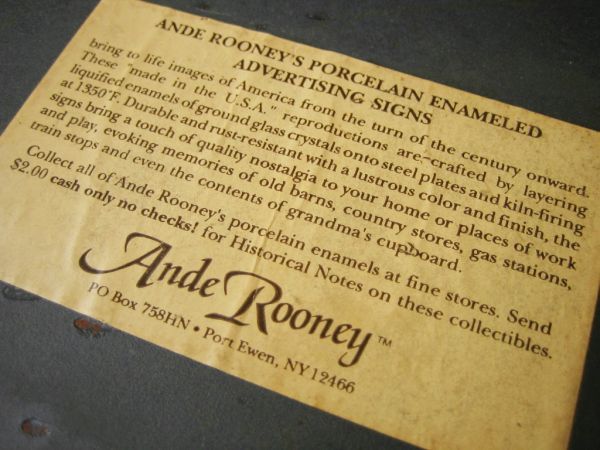 ANDE ROONEY'S PORCELAIN ENAMELED
ADVERTISING SIGNS
bring to life images of America from the turn of the century onward.
These "made in the U.S.A." reproductions are crafted by layering
liquified enamels of ground glass crystals onto steel plates and kiln-firing
at 1350°F. Durable and rust-resistant with a lustrous color and finish, the
signs bring a touch of quality nostalgia to your home or places of work
and play, evoking memories of old barns, country stores, gas stations,
train stops and even the contents of grandma's cupboard.
Collect all of Ande Rooney's porcelain enamels at fine stores. Send
$2.00 cash only no checks! for Historical Notes on these collectibles.
Ande Rooney™
PO Box 758HN • Port Ewen, NY 12466